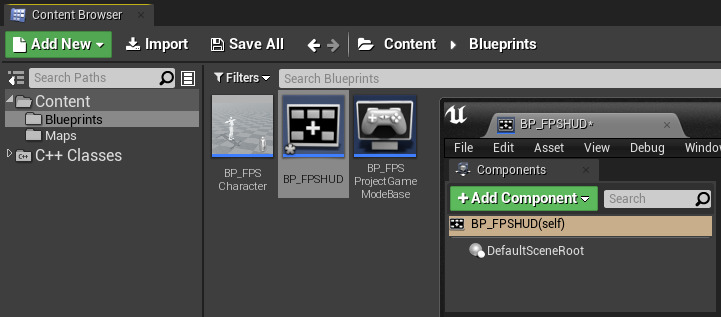 Content Browser
Add New Import Save All Content Blueprints
Search Paths
Filters Search Blueprints
Content
Blueprints
Maps
C++ Classes
BP_FPS
Character
BP_FPSHUD
BP_FPS
ProjectGame
ModeBase
BP_FPSHUD*
File Edit Asset View Debug Window
Components
+Add Component Search
BP_FPSHUD(self)
DefaultSceneRoot